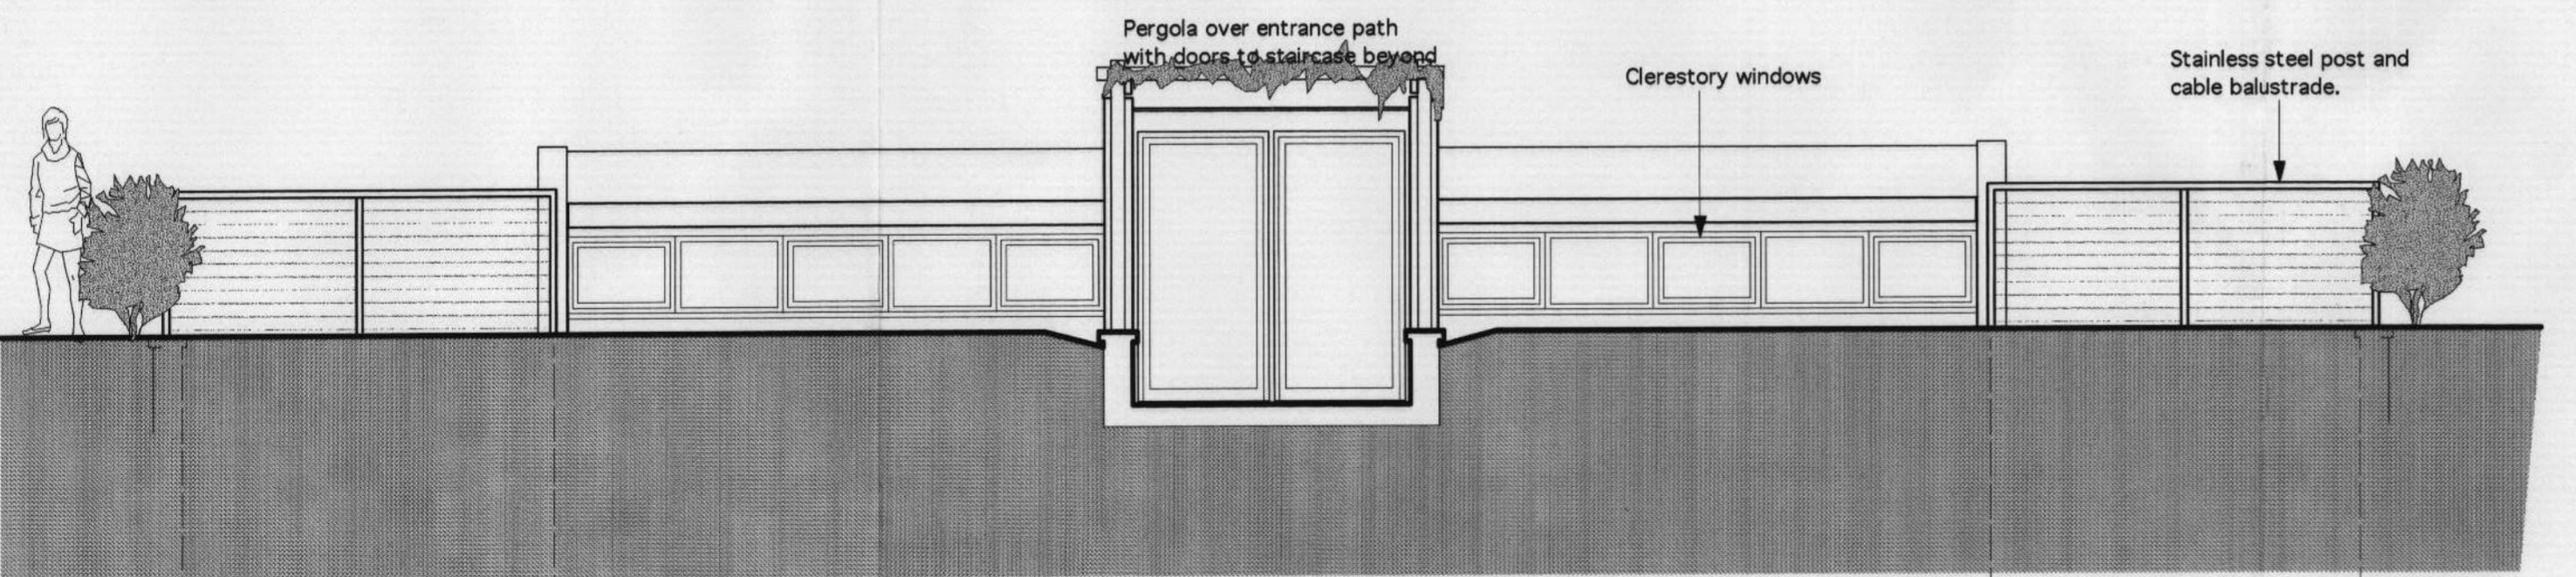 Pergola over entrance path
with doors to staircase beyond
Clerestory windows
Stainless steel post and
cable balustrade.